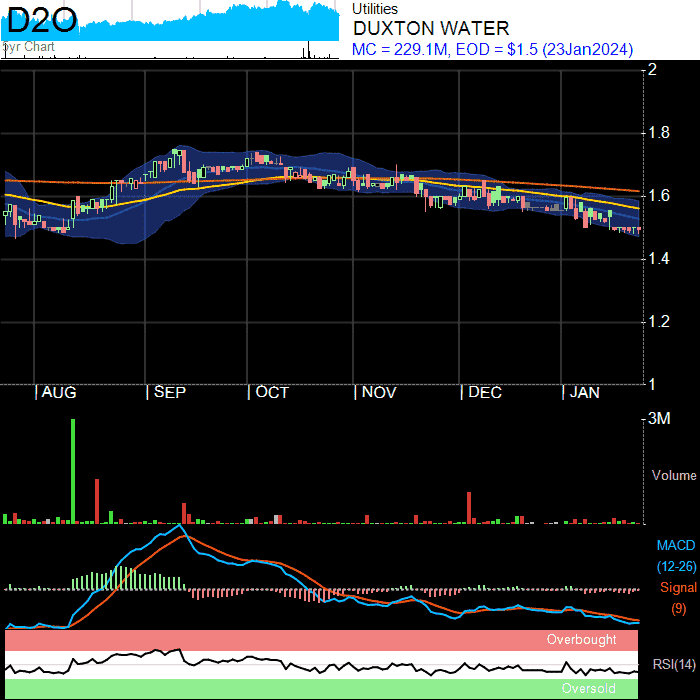 D2O
5yr Chart
Utilities
DUXTON WATER
MC = 229.1M, EOD = $1.5 (23Jan2024)
2
1.8
1.6
1.4
1.2
1
|AUG |SEP |OCT |NOV |DEC |JAN
3M
Volume
MACD
(12-26)
Signal
(9)
Overbought
RSI(14)
Oversold